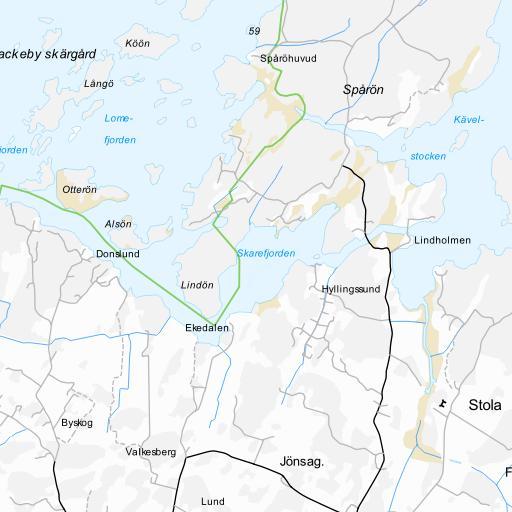 59
Köön
ackeby skärgård
Spåröhuvud
Långö
Spårön
Lome-
fjorden
Kävel-
stocken
jorden
Otterön
Alsön
Lindholmen
Donslund
Skarefjorden
Lindön
Hyllingssund
Ekedalen
Stola
Byskog
Valkesberg
Jönsag.
F
Lund